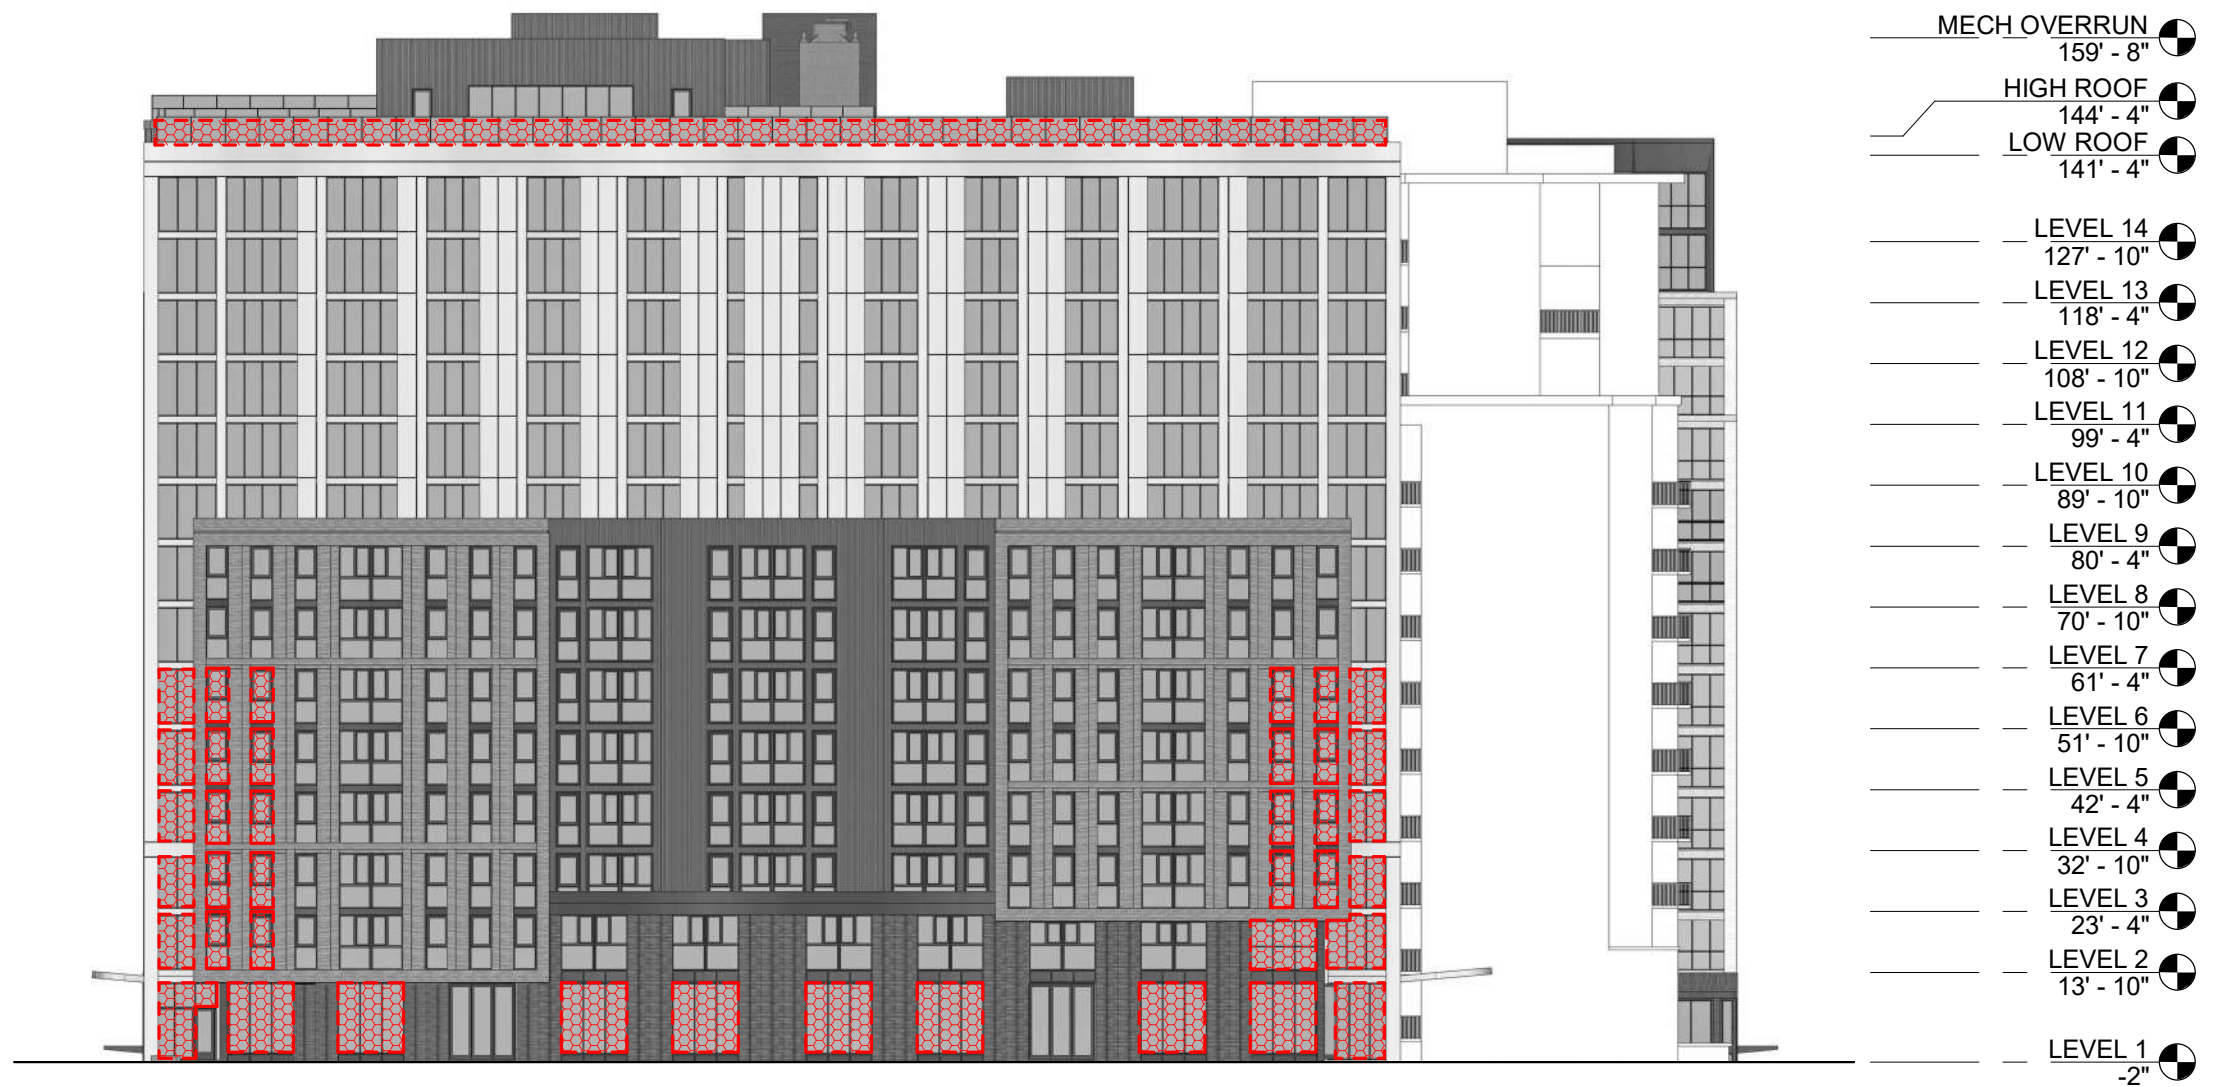 MECH OVERRUN
159' - 8"
HIGH ROOF
144' - 4"
LOW ROOF
141' - 4"
LEVEL 14
127' - 10"
LEVEL 13
118' - 4"
LEVEL 12
108' - 10"
LEVEL 11
99' - 4"
LEVEL 10
89' - 10"
LEVEL 9
80' - 4"
LEVEL 8
70' - 10"
LEVEL 7
61' - 4"
LEVEL 6
51' - 10"
LEVEL 5
42' - 4"
LEVEL 4
32' - 10"
LEVEL 3
23' - 4"
LEVEL 2
13' - 10"
LEVEL 1
-2"